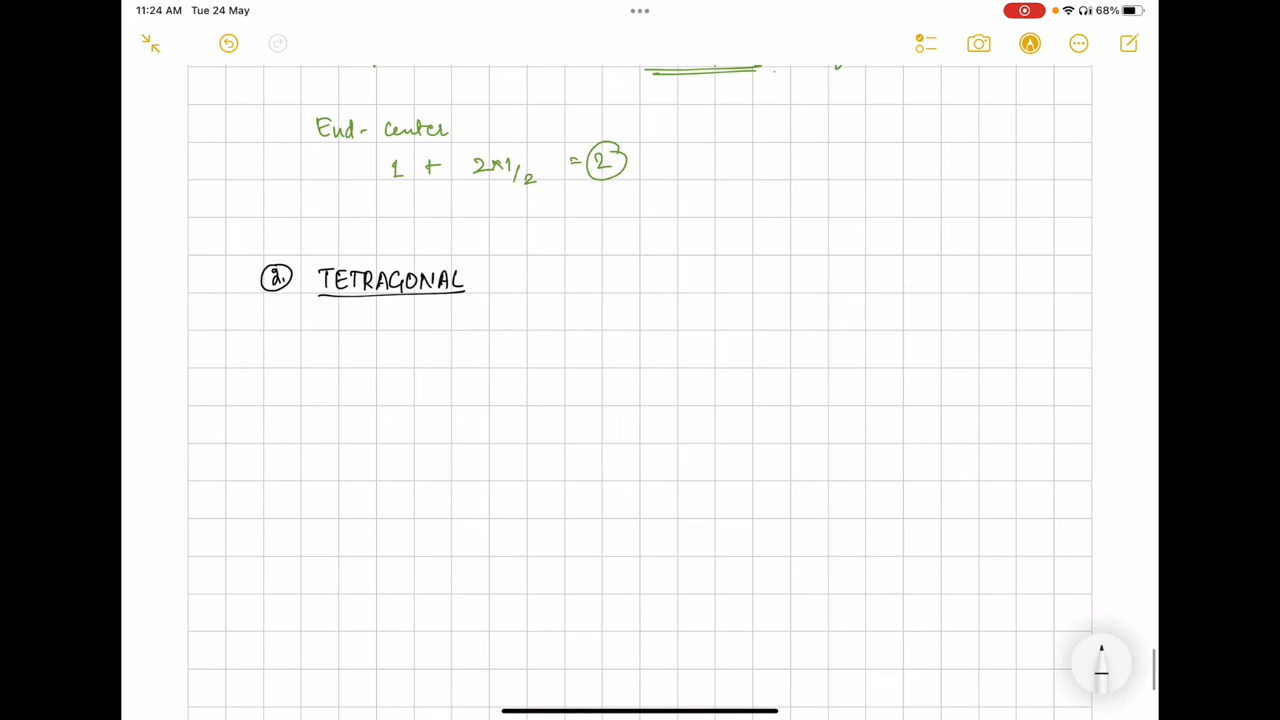 11:24 AM Tue 24 May
68%
End- center
1 + 2×1/2 = 2
2. TETRAGONAL